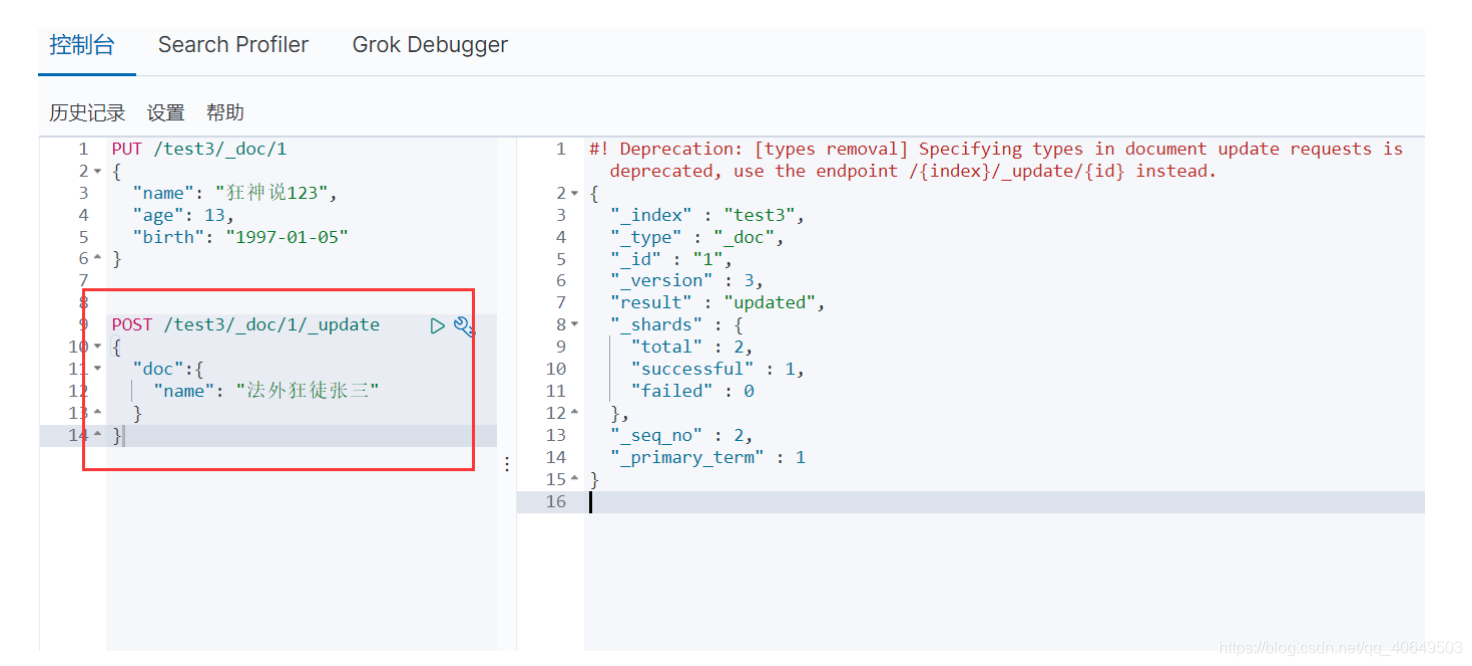 控制台 Search Profiler Grok Debugger
历史记录 设置 帮助
1 PUT /test3/_doc/1
2 {
3 "name": "狂神说123",
4 "age": 13,
5 "birth": "1997-01-05"
6 }
7
8
9 POST /test3/_doc/1/_update
10 {
11 "doc":{
12 "name": "法外狂徒张三"
13 }
14 }
1 #! Deprecation: [types removal] Specifying types in document update requests is
deprecated, use the endpoint /{index}/_update/{id} instead.
2 {
3 "_index" : "test3",
4 "_type" : "_doc",
5 "_id" : "1",
6 "_version" : 3,
7 "result" : "updated",
8 "_shards" : {
9 "total" : 2,
10 "successful" : 1,
11 "failed" : 0
12 },
13 "_seq_no" : 2,
14 "_primary_term" : 1
15 }
16
https://blog.csdn.net/qq_40649503